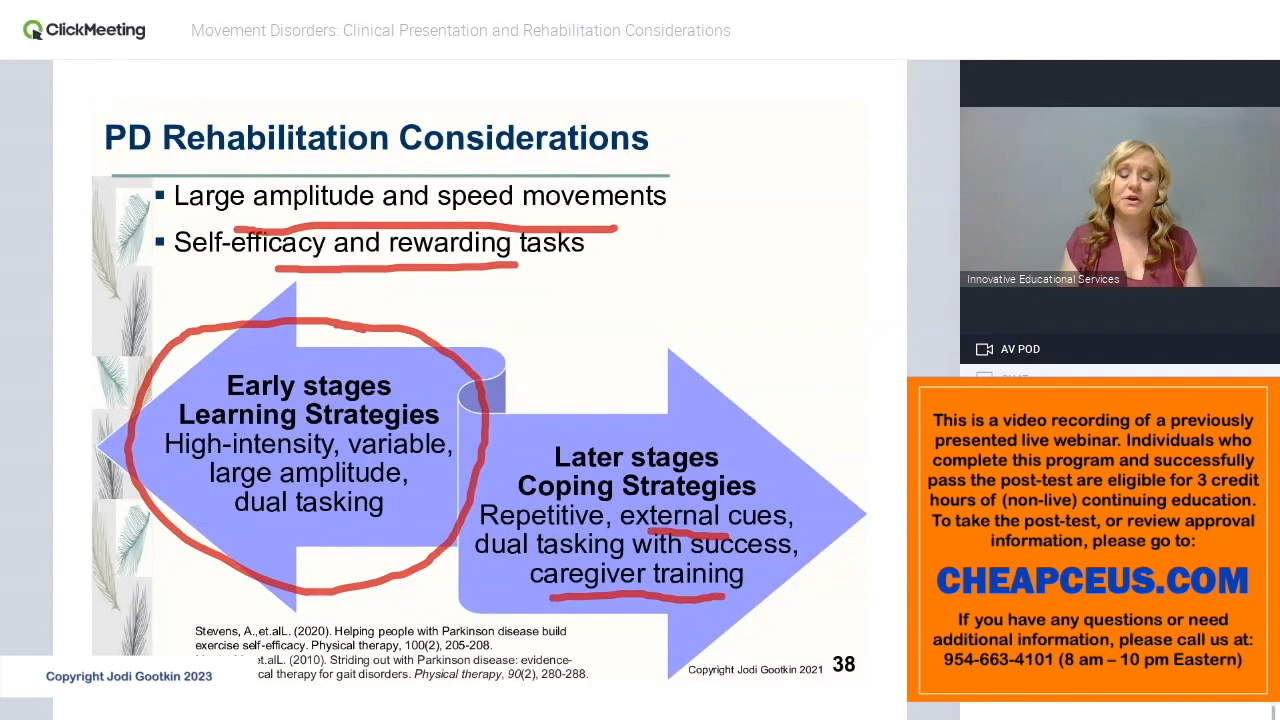 ClickMeeting
Movement Disorders: Clinical Presentation and Rehabilitation Considerations
PD Rehabilitation Considerations
▪ Large amplitude and speed movements
▪ Self-efficacy and rewarding tasks
Early stages
Learning Strategies
High-intensity, variable,
large amplitude,
dual tasking
Later stages
Coping Strategies
Repetitive, external cues,
dual tasking with success,
caregiver training
Stevens, A.,et.alL. (2020). Helping people with Parkinson disease build
exercise self-efficacy. Physical therapy, 100(2), 205-208.
et.alL. (2010). Striding out with Parkinson disease: evidence-
cal therapy for gait disorders. Physical therapy, 90(2), 280-288.
Copyright Jodi Gootkin 2021 38
Copyright Jodi Gootkin 2023
Innovative Educational Services
AV POD
This is a video recording of a previously
presented live webinar. Individuals who
complete this program and successfully
pass the post-test are eligible for 3 credit
hours of (non-live) continuing education.
To take the post-test, or review approval
information, please go to:
CHEAPCEUS.COM
If you have any questions or need
additional information, please call us at:
954-663-4101 (8 am – 10 pm Eastern)